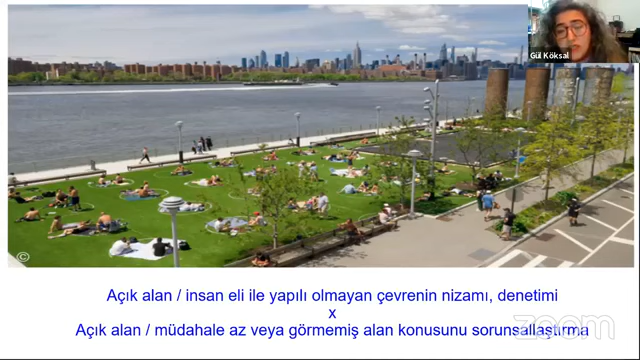 Gül Köksal
©
Açık alan / insan eli ile yapılı olmayan çevrenin nizamı, denetimi
x
Açık alan / müdahale az veya görmemiş alan konusunu sorunsallaştırma
zoom